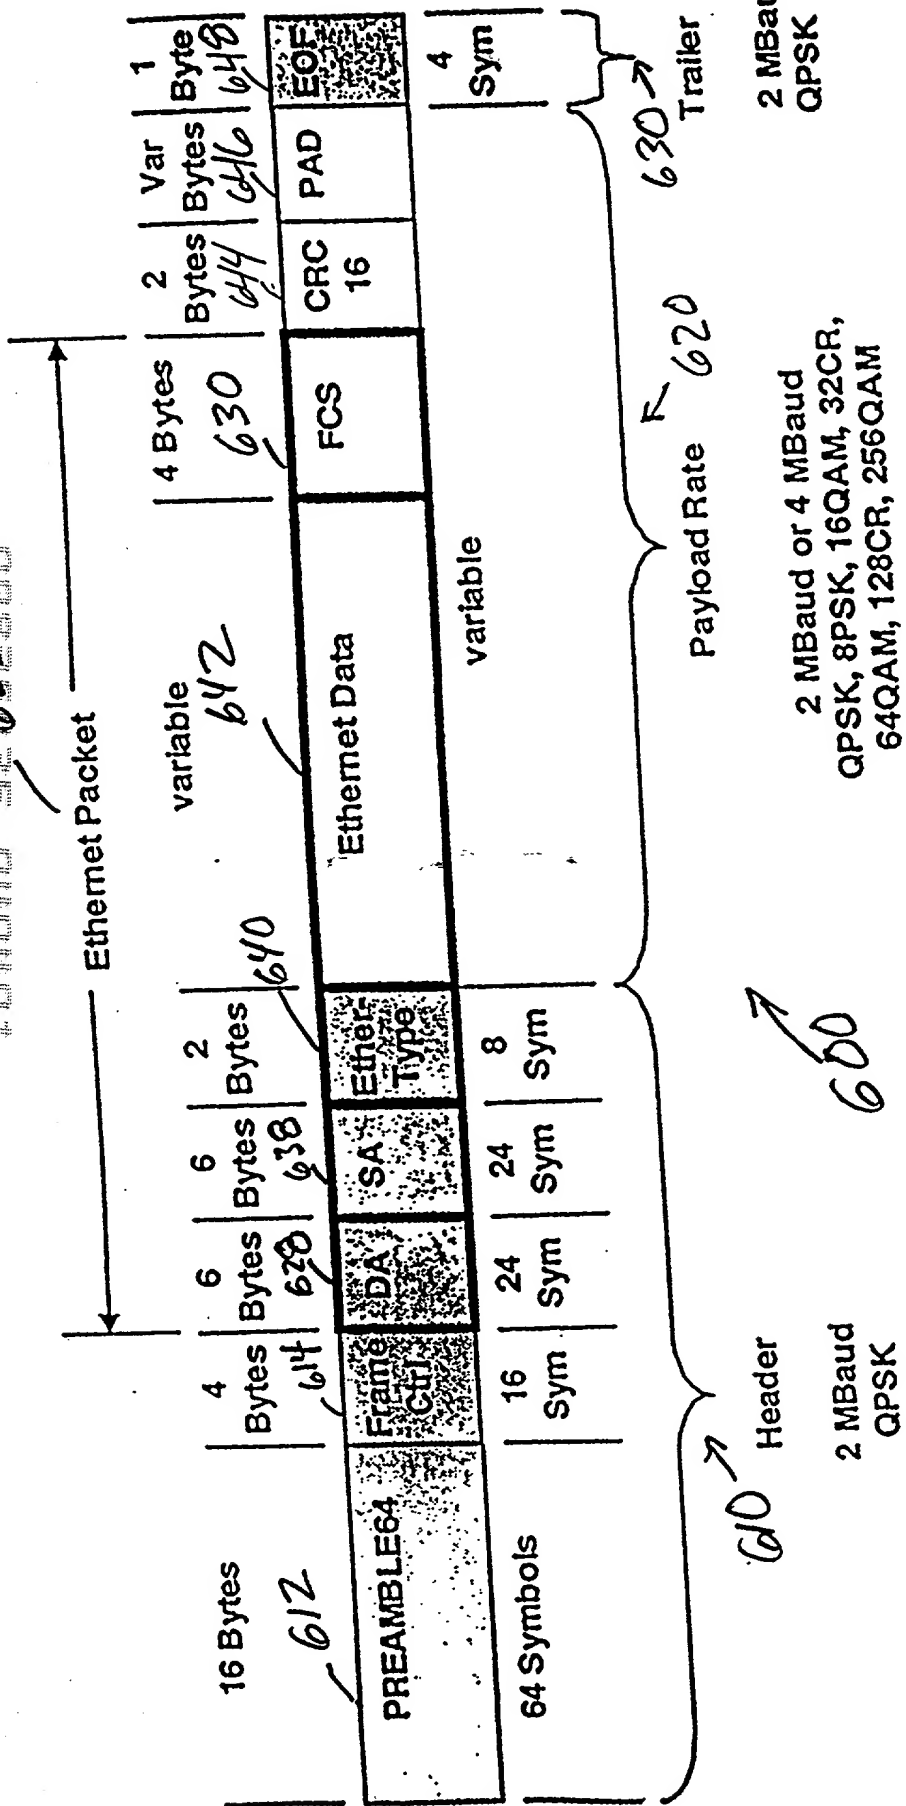 Ethernet Packet
16 Bytes
4
Bytes
6
Bytes
6
Bytes
2
Bytes
variable
4 Bytes
2
Bytes
Var
Bytes
1
Byte
612
614
628
638
640
642
630
644
646
648
PREAMBLE64
Frame
Ctrl
DA
SA
Ether-
Type
Ethernet Data
FCS
CRC
16
PAD
EOF
64 Symbols
16
Sym
24
Sym
24
Sym
8
Sym
variable
4
Sym
610
Header
2 MBaud
QPSK
600
Payload Rate
620
2 MBaud or 4 MBaud
QPSK, 8PSK, 16QAM, 32CR,
64QAM, 128CR, 256QAM
630
Trailer
2 MBau
QPSK